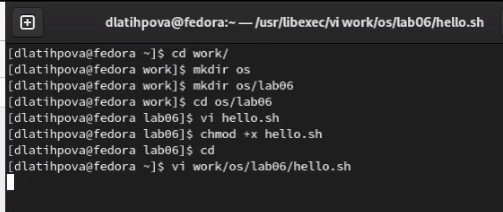 dlatihpova@fedora:~ — /usr/libexec/vi work/os/lab06/hello.sh
[dlatihpova@fedora ~]$ cd work/
[dlatihpova@fedora work]$ mkdir os
[dlatihpova@fedora work]$ mkdir os/lab06
[dlatihpova@fedora work]$ cd os/lab06
[dlatihpova@fedora lab06]$ vi hello.sh
[dlatihpova@fedora lab06]$ chmod +x hello.sh
[dlatihpova@fedora lab06]$ cd
[dlatihpova@fedora ~]$ vi work/os/lab06/hello.sh